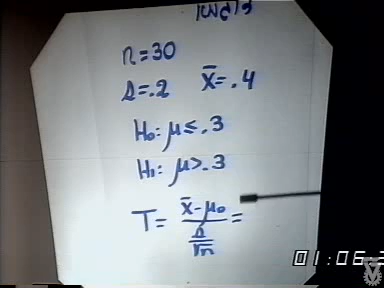 n=30
s=.2 x̄=.4
H₀: μ≤.3
H₁: μ>.3
T= x̄-μ₀ / s/√n =
01:06